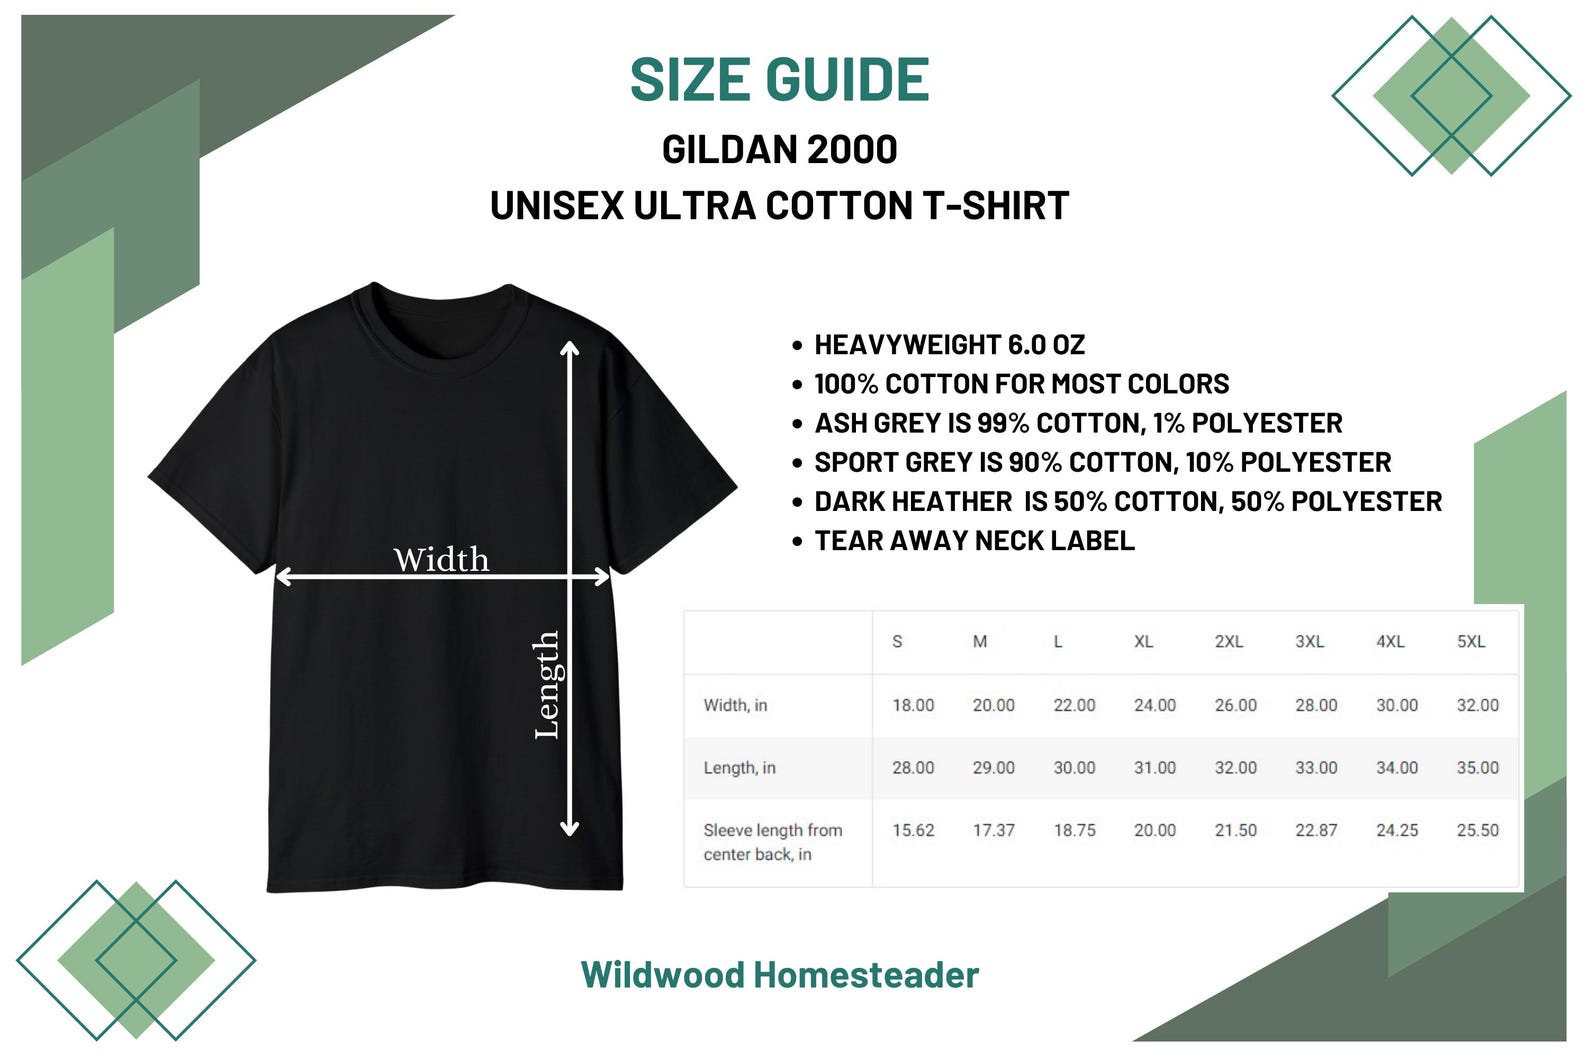 SIZE GUIDE
GILDAN 2000
UNISEX ULTRA COTTON T-SHIRT
• HEAVYWEIGHT 6.0 OZ
• 100% COTTON FOR MOST COLORS
• ASH GREY IS 99% COTTON, 1% POLYESTER
• SPORT GREY IS 90% COTTON, 10% POLYESTER
• DARK HEATHER IS 50% COTTON, 50% POLYESTER
• TEAR AWAY NECK LABEL
Width
Length
S M L XL 2XL 3XL 4XL 5XL
Width, in 18.00 20.00 22.00 24.00 26.00 28.00 30.00 32.00
Length, in 28.00 29.00 30.00 31.00 32.00 33.00 34.00 35.00
Sleeve length from 15.62 17.37 18.75 20.00 21.50 22.87 24.25 25.50
center back, in
Wildwood Homesteader